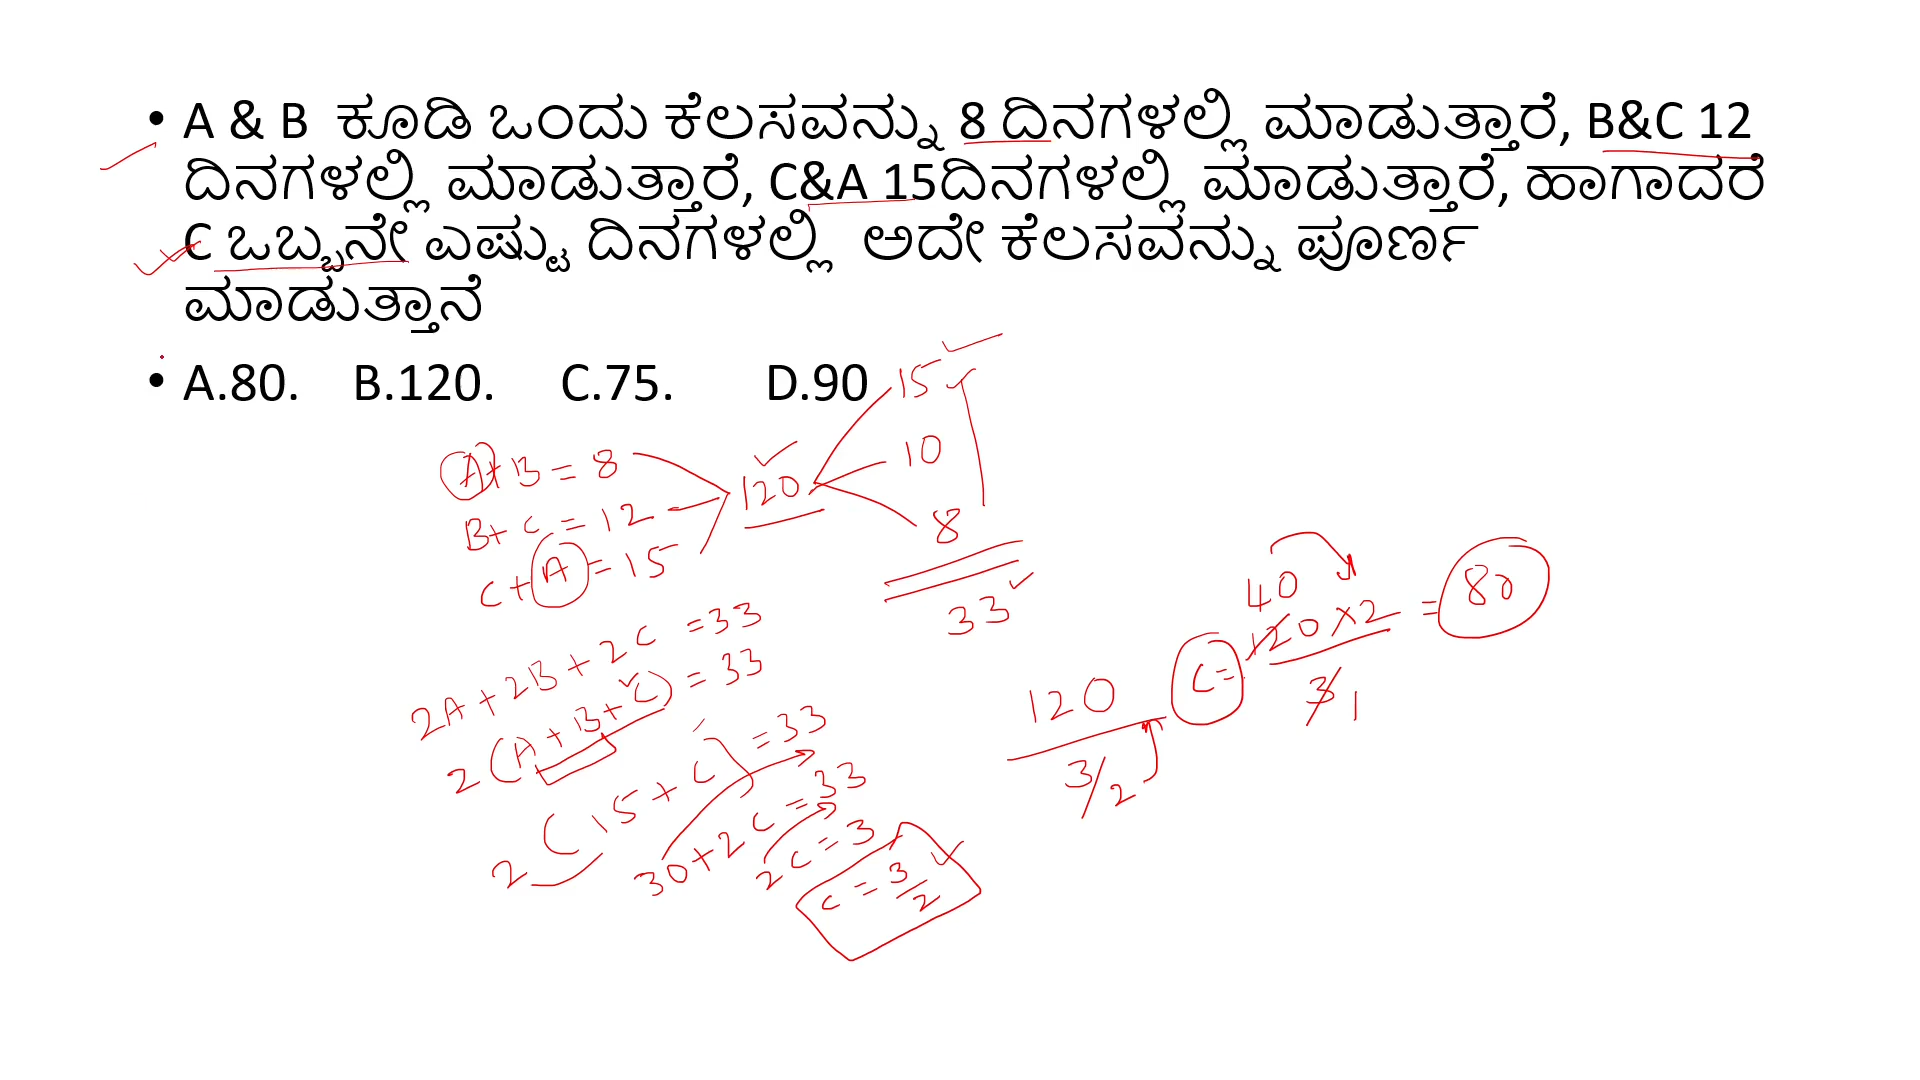 • A & B ಕೂಡಿ ಒಂದು ಕೆಲಸವನ್ನು 8 ದಿನಗಳಲ್ಲಿ ಮಾಡುತ್ತಾರೆ, B&C 12
ದಿನಗಳಲ್ಲಿ ಮಾಡುತ್ತಾರೆ, C&A 15ದಿನಗಳಲ್ಲಿ ಮಾಡುತ್ತಾರೆ, ಹಾಗಾದರೆ
C ಒಬ್ಬನೇ ಎಷ್ಟು ದಿನಗಳಲ್ಲಿ ಅದೇ ಕೆಲಸವನ್ನು ಪೂರ್ಣ
ಮಾಡುತ್ತಾನೆ
• A.80. B.120. C.75. D.90
A+B = 8
B+C = 12
C+A = 15
120
15
10
8
33
2A+2B+2C = 33
2(A+B+C) = 33
2(15+C) = 33
30+2C = 33
2C = 3
C = 3/2
120
3/2
40
C = 120×2 = 80
3 1